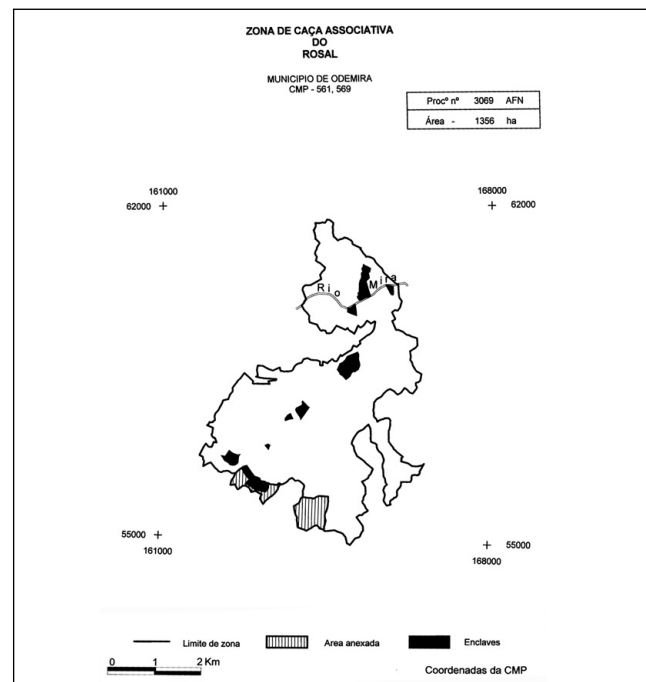 ZONA DE CAÇA ASSOCIATIVA
DO
ROSAL
MUNICIPIO DE ODEMIRA
CMP - 561, 569
Procº nº 3069 AFN
Área - 1356 ha
161000
62000
168000
62000
Rio Mira
55000
161000
55000
168000
Limite de zona
Area anexada
Enclaves
0 1 2 Km
Coordenadas da CMP